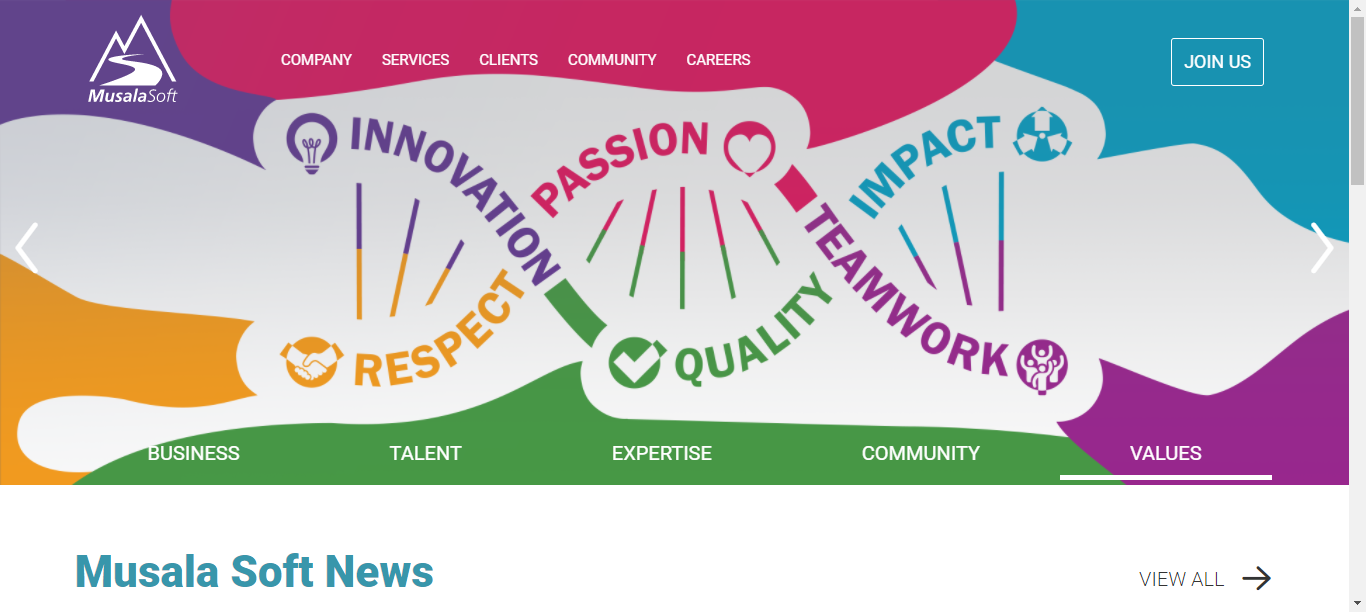 MusalaSoft
COMPANY SERVICES CLIENTS COMMUNITY CAREERS
JOIN US
INNOVATION
PASSION
IMPACT
RESPECT
QUALITY
TEAMWORK
BUSINESS TALENT EXPERTISE COMMUNITY VALUES
Musala Soft News
VIEW ALL